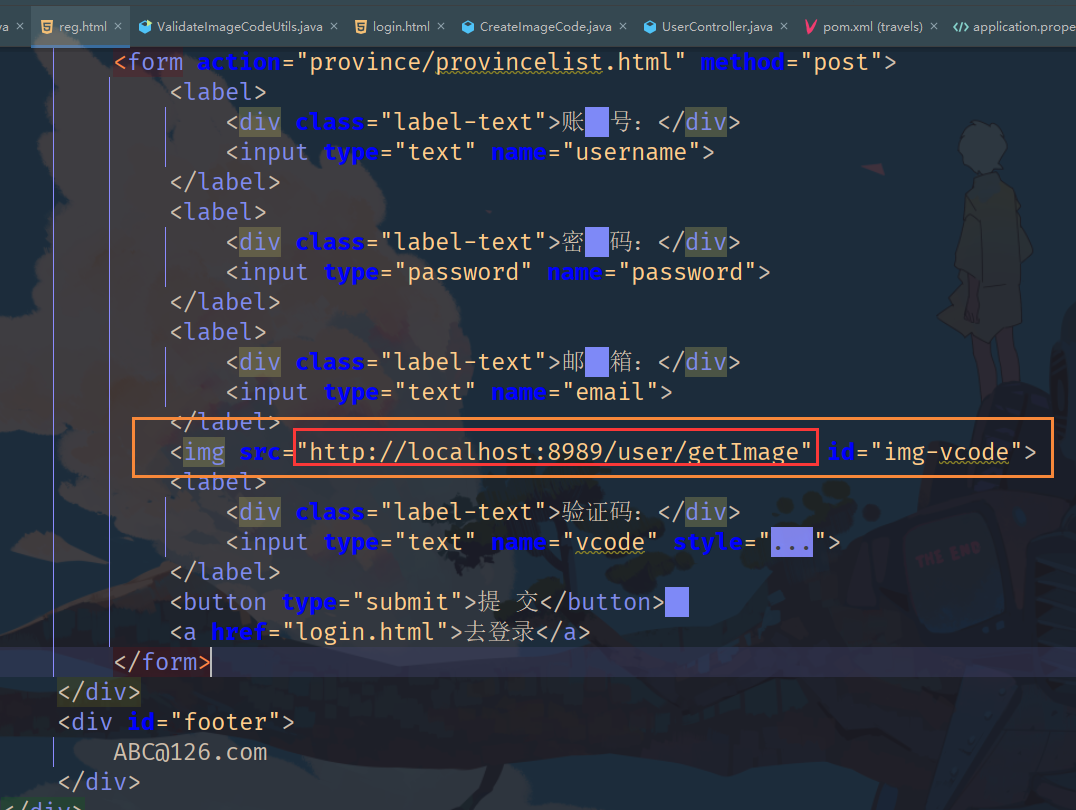 va × reg.html × ValidateImageCodeUtils.java × login.html × CreateImageCode.java × UserController.java × pom.xml (travels) × application.prope
<form action="province/provincelist.html" method="post">
<label>
<div class="label-text">账 号：</div>
<input type="text" name="username">
</label>
<label>
<div class="label-text">密 码：</div>
<input type="password" name="password">
</label>
<label>
<div class="label-text">邮 箱：</div>
<input type="text" name="email">
</label>
<img src="http://localhost:8989/user/getImage" id="img-vcode">
<label>
<div class="label-text">验证码：</div>
<input type="text" name="vcode" style="...">
</label>
<button type="submit">提 交</button>
<a href="login.html">去登录</a>
</form>
</div>
<div id="footer">
ABC@126.com
</div>
</div>
THE END